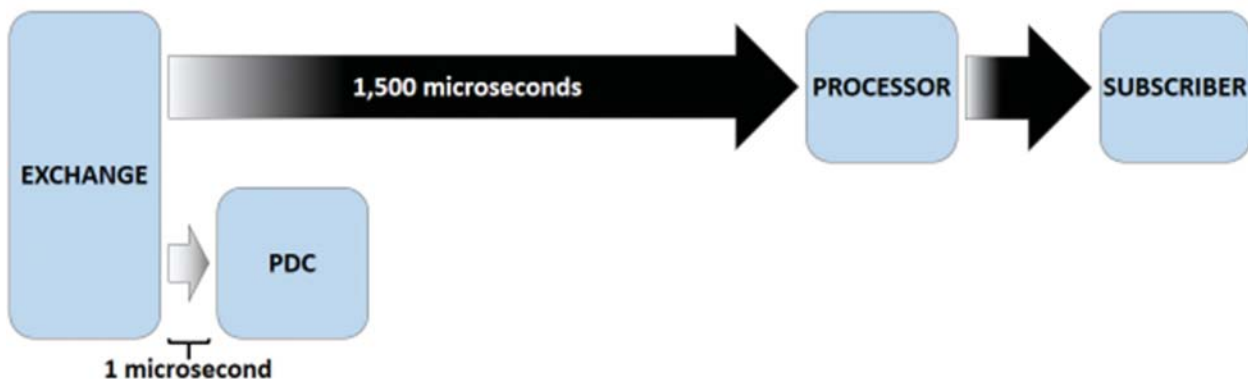 1,500 microseconds
PROCESSOR
SUBSCRIBER
EXCHANGE
PDC
1 microsecond